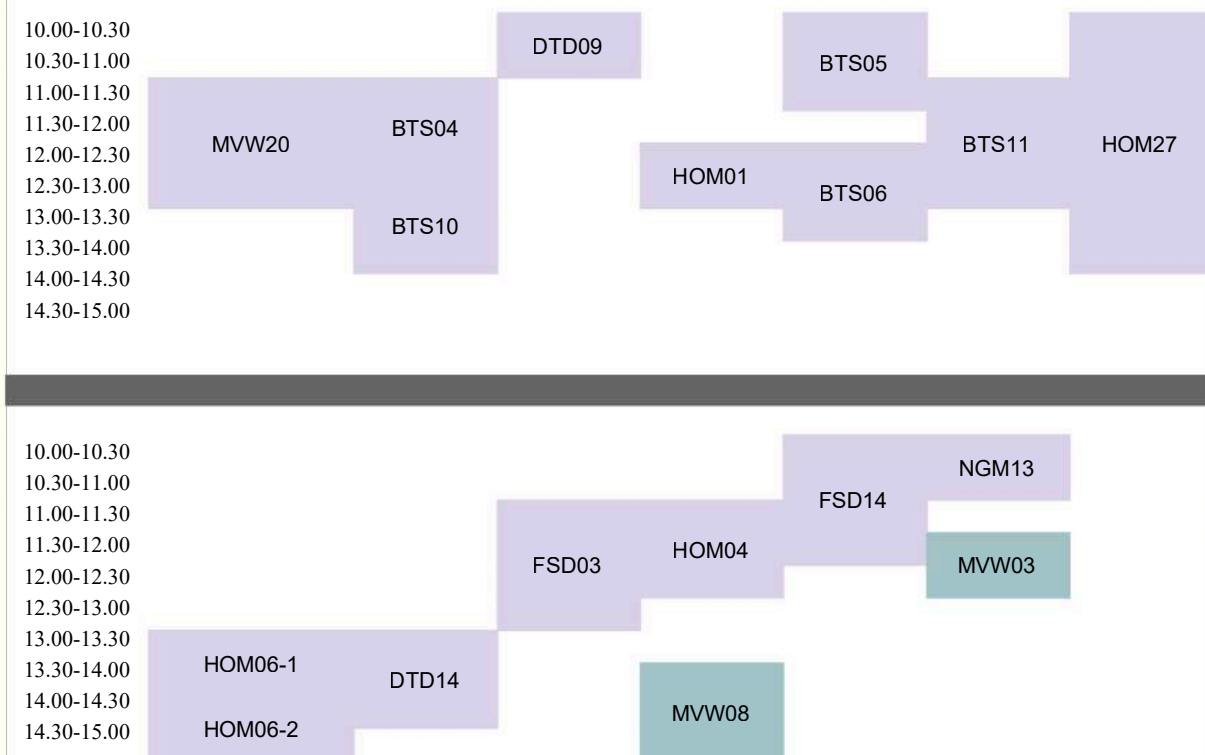 10.00-10.30
DTD09
10.30-11.00
BTS05
11.00-11.30
11.30-12.00
BTS04
MVW20
BTS11
HOM27
12.00-12.30
HOM01
12.30-13.00
BTS06
13.00-13.30
BTS10
13.30-14.00
14.00-14.30
14.30-15.00
10.00-10.30
NGM13
10.30-11.00
FSD14
11.00-11.30
11.30-12.00
HOM04
FSD03
MVW03
12.00-12.30
12.30-13.00
13.00-13.30
HOM06-1
13.30-14.00
DTD14
14.00-14.30
MVW08
14.30-15.00
HOM06-2